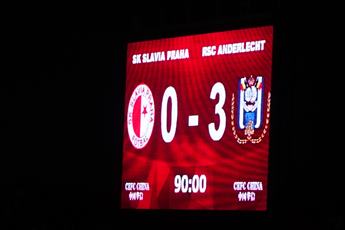 SK SLAVIA PRAHA RSC ANDERLECHT
0 - 3
90:00
CEFC CHINA CEFC CHINA